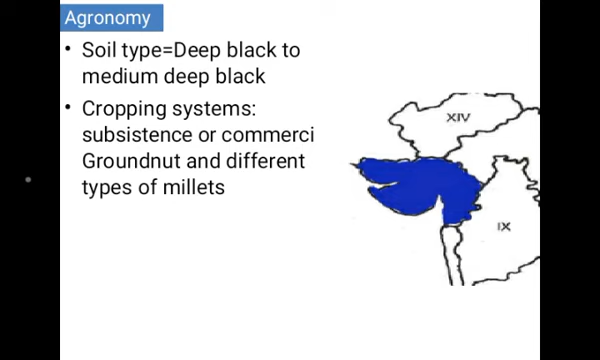 Agronomy
• Soil type=Deep black to
medium deep black
• Cropping systems:
subsistence or commerci
Groundnut and different
types of millets
XIV
IX